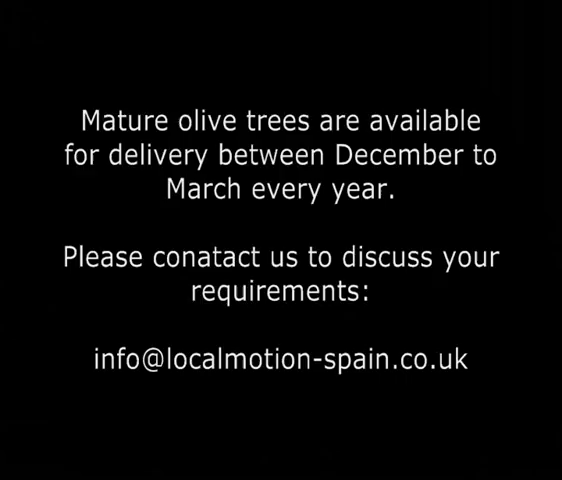 Mature olive trees are available
for delivery between December to
March every year.
Please conatact us to discuss your
requirements:
info@localmotion-spain.co.uk